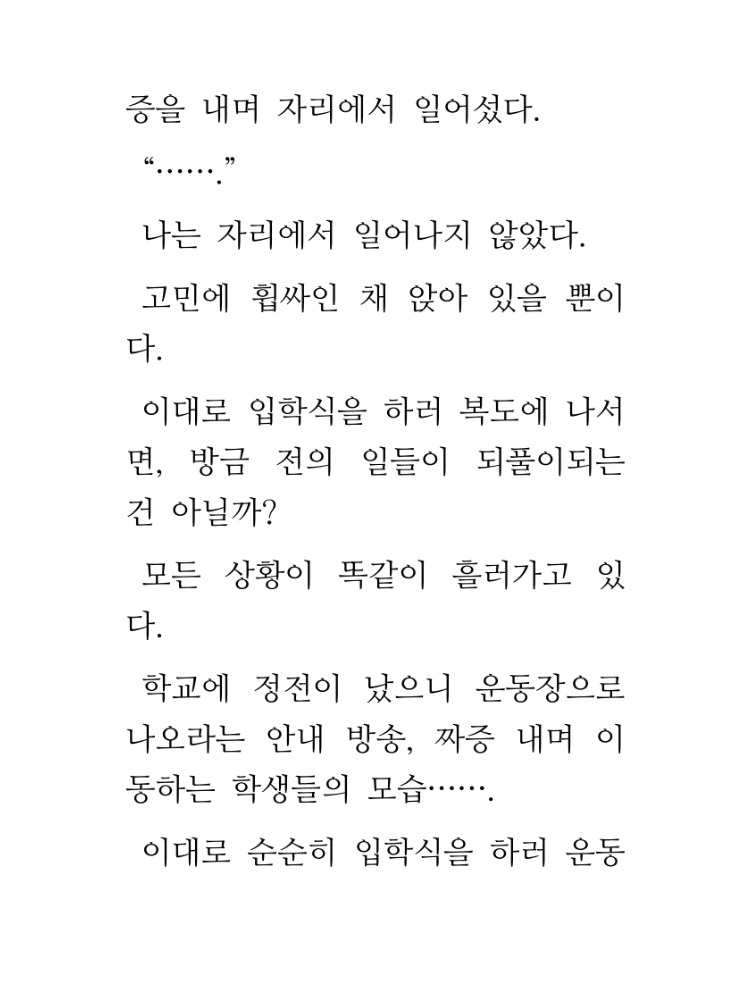 증을 내며 자리에서 일어섰다.
“…….”
나는 자리에서 일어나지 않았다.
고민에 휩싸인 채 앉아 있을 뿐이
다.
이대로 입학식을 하러 복도에 나서
면, 방금 전의 일들이 되풀이되는
건 아닐까?
모든 상황이 똑같이 흘러가고 있
다.
학교에 정전이 났으니 운동장으로
나오라는 안내 방송, 짜증 내며 이
동하는 학생들의 모습…….
이대로 순순히 입학식을 하러 운동